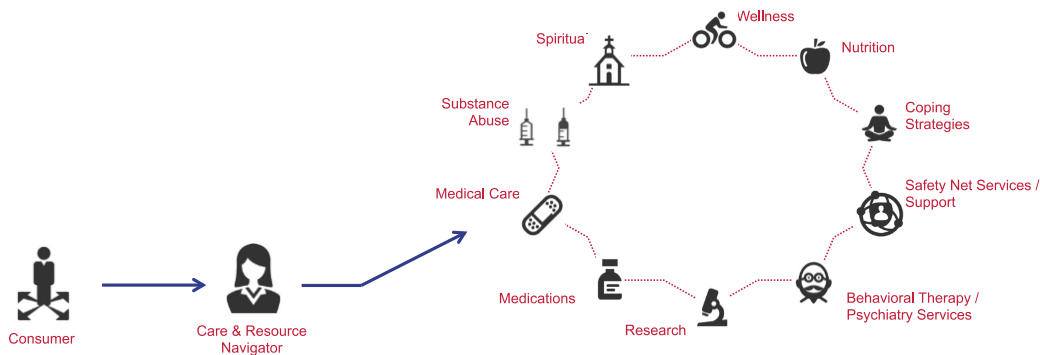 Wellness
Spiritua
Nutrition
Substance
Abuse
Coping
Strategies
Medical Care
Safety Net Services /
Support
Medications
Behavioral Therapy /
Psychiatry Services
Research
Care & Resource
Navigator
Consumer